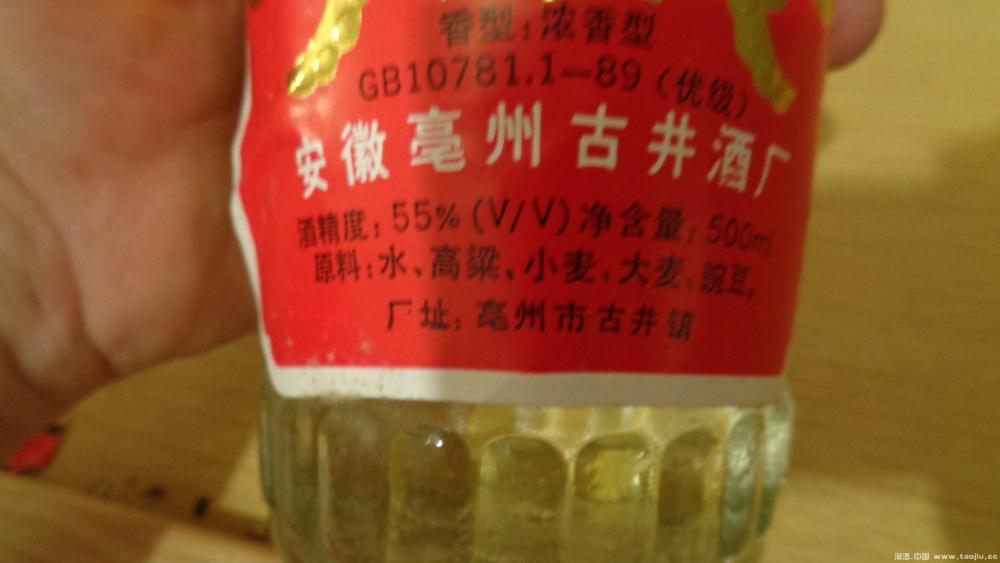 香型：浓香型
GB10781.1—89（优级）
安徽亳州古井酒厂
酒精度：55%(V/V)净含量：500ml
原料：水、高粱、小麦、大麦、豌豆。
厂址：亳州市古井镇
淘酒.中国 www.taojiu.cc